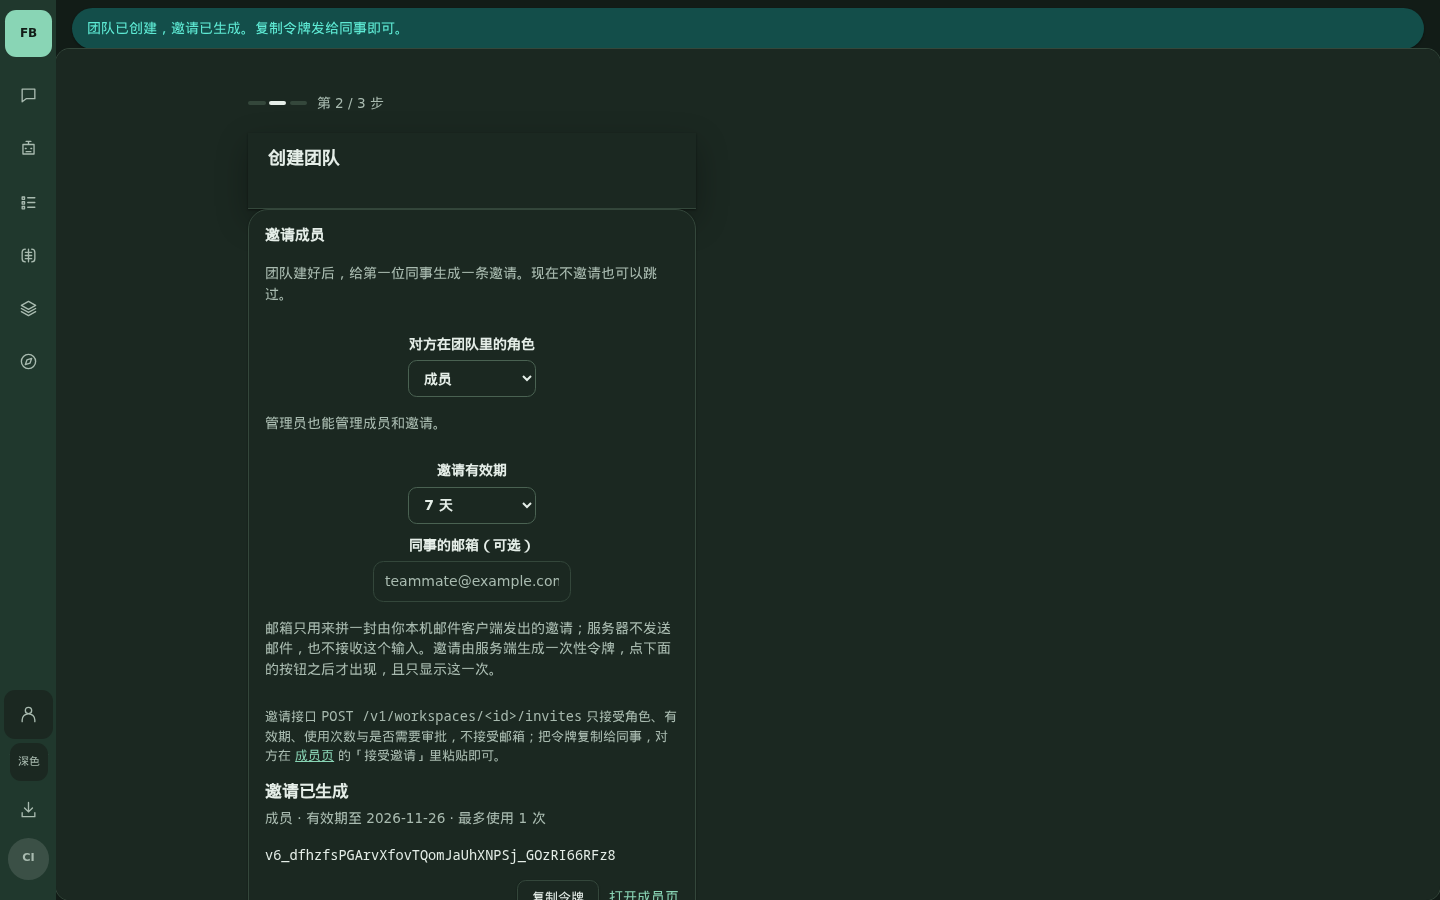 FB
团队已创建，邀请已生成。复制令牌发给同事即可。
第 2 / 3 步
创建团队
邀请成员
团队建好后，给第一位同事生成一条邀请。现在不邀请也可以跳
过。
对方在团队里的角色
成员
管理员也能管理成员和邀请。
邀请有效期
7 天
同事的邮箱（可选）
teammate@example.com
邮箱只用来拼一封由你本机邮件客户端发出的邀请；服务器不发送
邮件，也不接收这个输入。邀请由服务端生成一次性令牌，点下面
的按钮之后才出现，且只显示这一次。
邀请接口 POST /v1/workspaces/<id>/invites 只接受角色、有
效期、使用次数与是否需要审批，不接受邮箱；把令牌复制给同事，对
方在 成员页 的「接受邀请」里粘贴即可。
邀请已生成
成员 · 有效期至 2026-11-26 · 最多使用 1 次
v6_dfhzfsPGArvXfovTQomJaUhXNPSj_GOzRI66RFz8
复制令牌 打开成员页
深色
CI